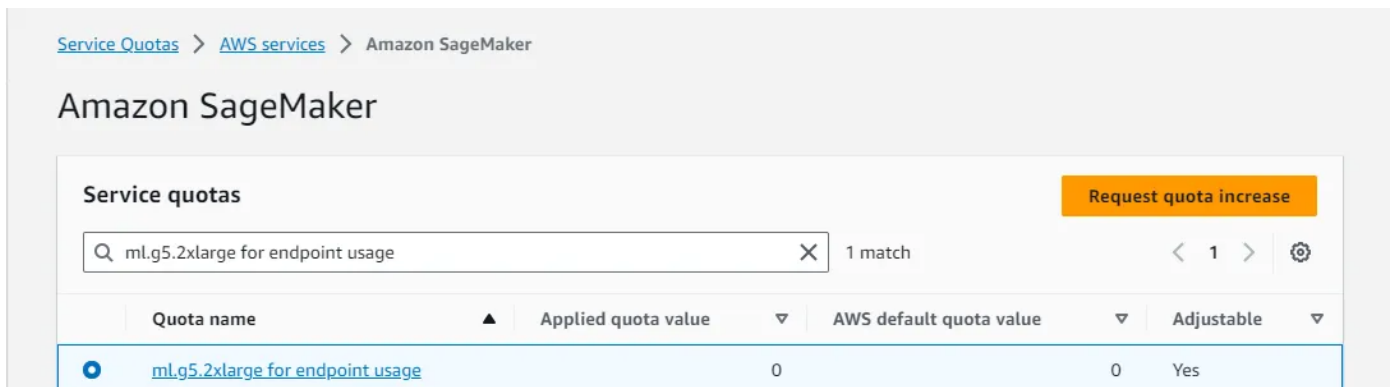 Service Quotas > AWS services > Amazon SageMaker
Amazon SageMaker
Service quotas
Request quota increase
ml.g5.2xlarge for endpoint usage
1 match
1
Quota name Applied quota value AWS default quota value Adjustable
ml.g5.2xlarge for endpoint usage 0 0 Yes